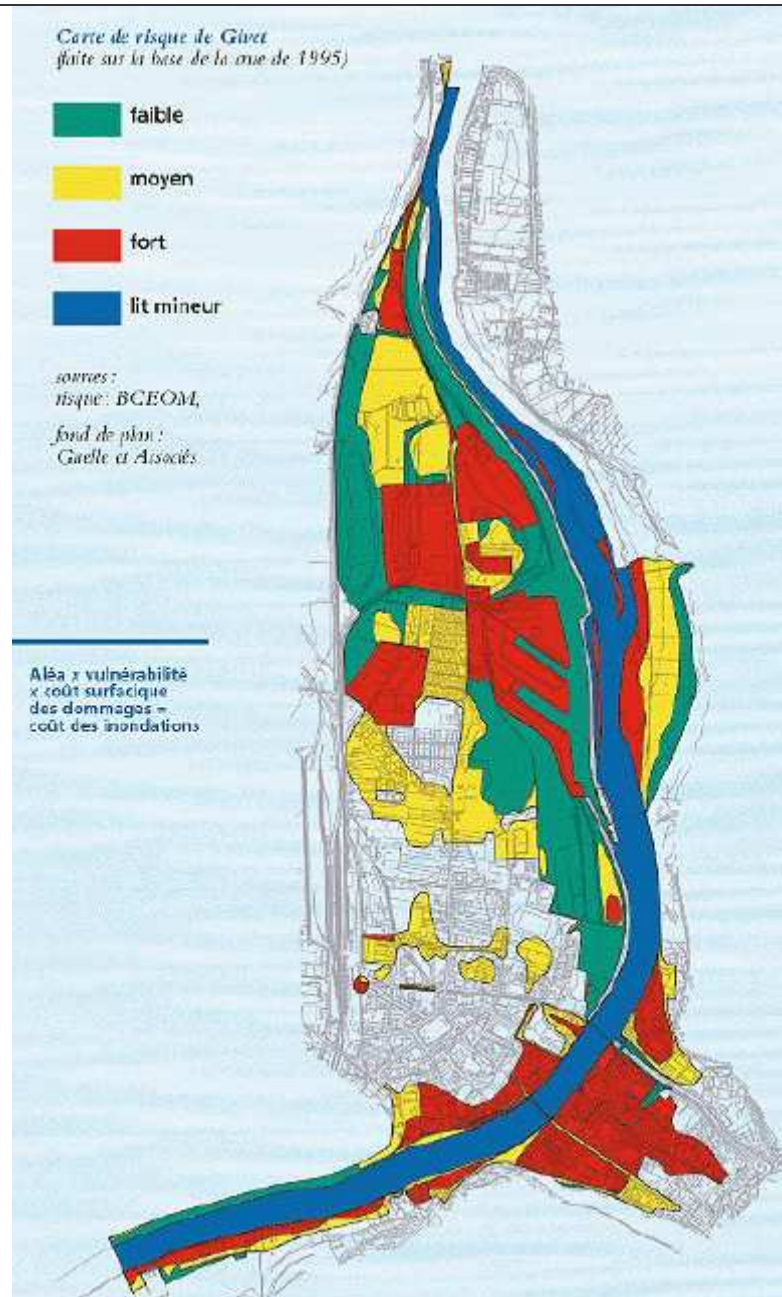 Carte de risque de Givet
(faite sur la base de la crue de 1995)
faible
moyen
fort
lit mineur
sources :
risque : BCEOM,
fond de plan :
et Associés
Aléa x vulnérabilité
x coût surfacique
des dommages =
coût des inondations